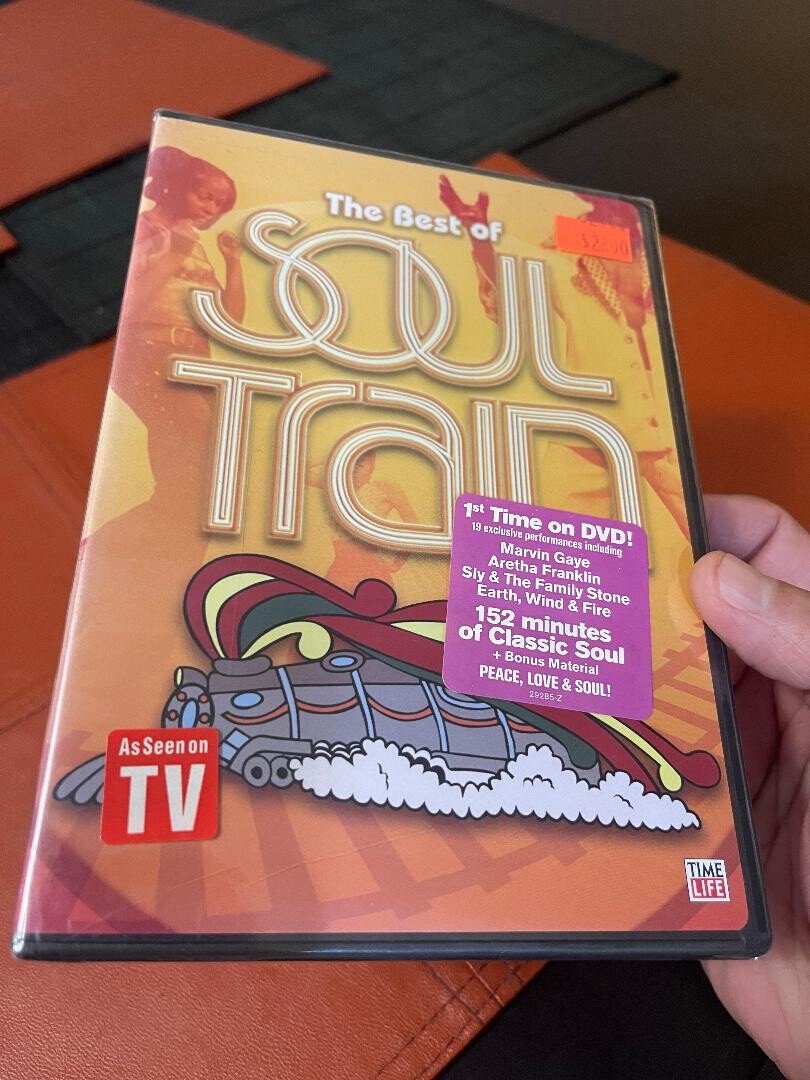 The Best of
$22.00
SOUL
Train
1st Time on DVD!
19 exclusive performances including
Marvin Gaye
Aretha Franklin
Sly & The Family Stone
Earth, Wind & Fire
152 minutes
of Classic Soul
+ Bonus Material
PEACE, LOVE & SOUL!
29285-Z
As Seen on
TV
TIME
LIFE